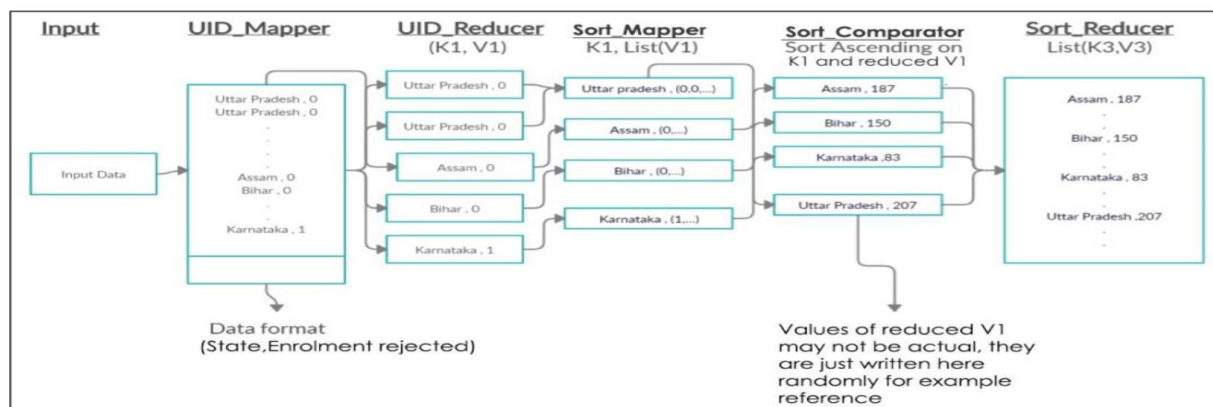 Input
UID_Mapper
UID_Reducer
(K1, V1)
Sort_Mapper
K1, List(V1)
Sort_Comparator
Sort Ascending on
K1 and reduced V1
Sort_Reducer
List(K3,V3)
Input Data
Uttar Pradesh , 0
Uttar Pradesh , 0
.
.
.
.
Assam , 0
Bihar , 0
.
.
Karnataka , 1
Data format
(State,Enrolment rejected)
Uttar Pradesh , 0
Uttar Pradesh , 0
Assam , 0
Bihar , 0
Karnataka , 1
Uttar pradesh , (0,0,...)
Assam , (0,...)
Bihar , (0,...)
Karnataka , (1,...)
Assam , 187
Bihar , 150
Karnataka ,83
Uttar Pradesh , 207
Values of reduced V1
may not be actual, they
are just written here
randomly for example
reference
Assam , 187
.
.
Bihar , 150
.
.
Karnataka , 83
.
.
Uttar Pradesh ,207
.
.